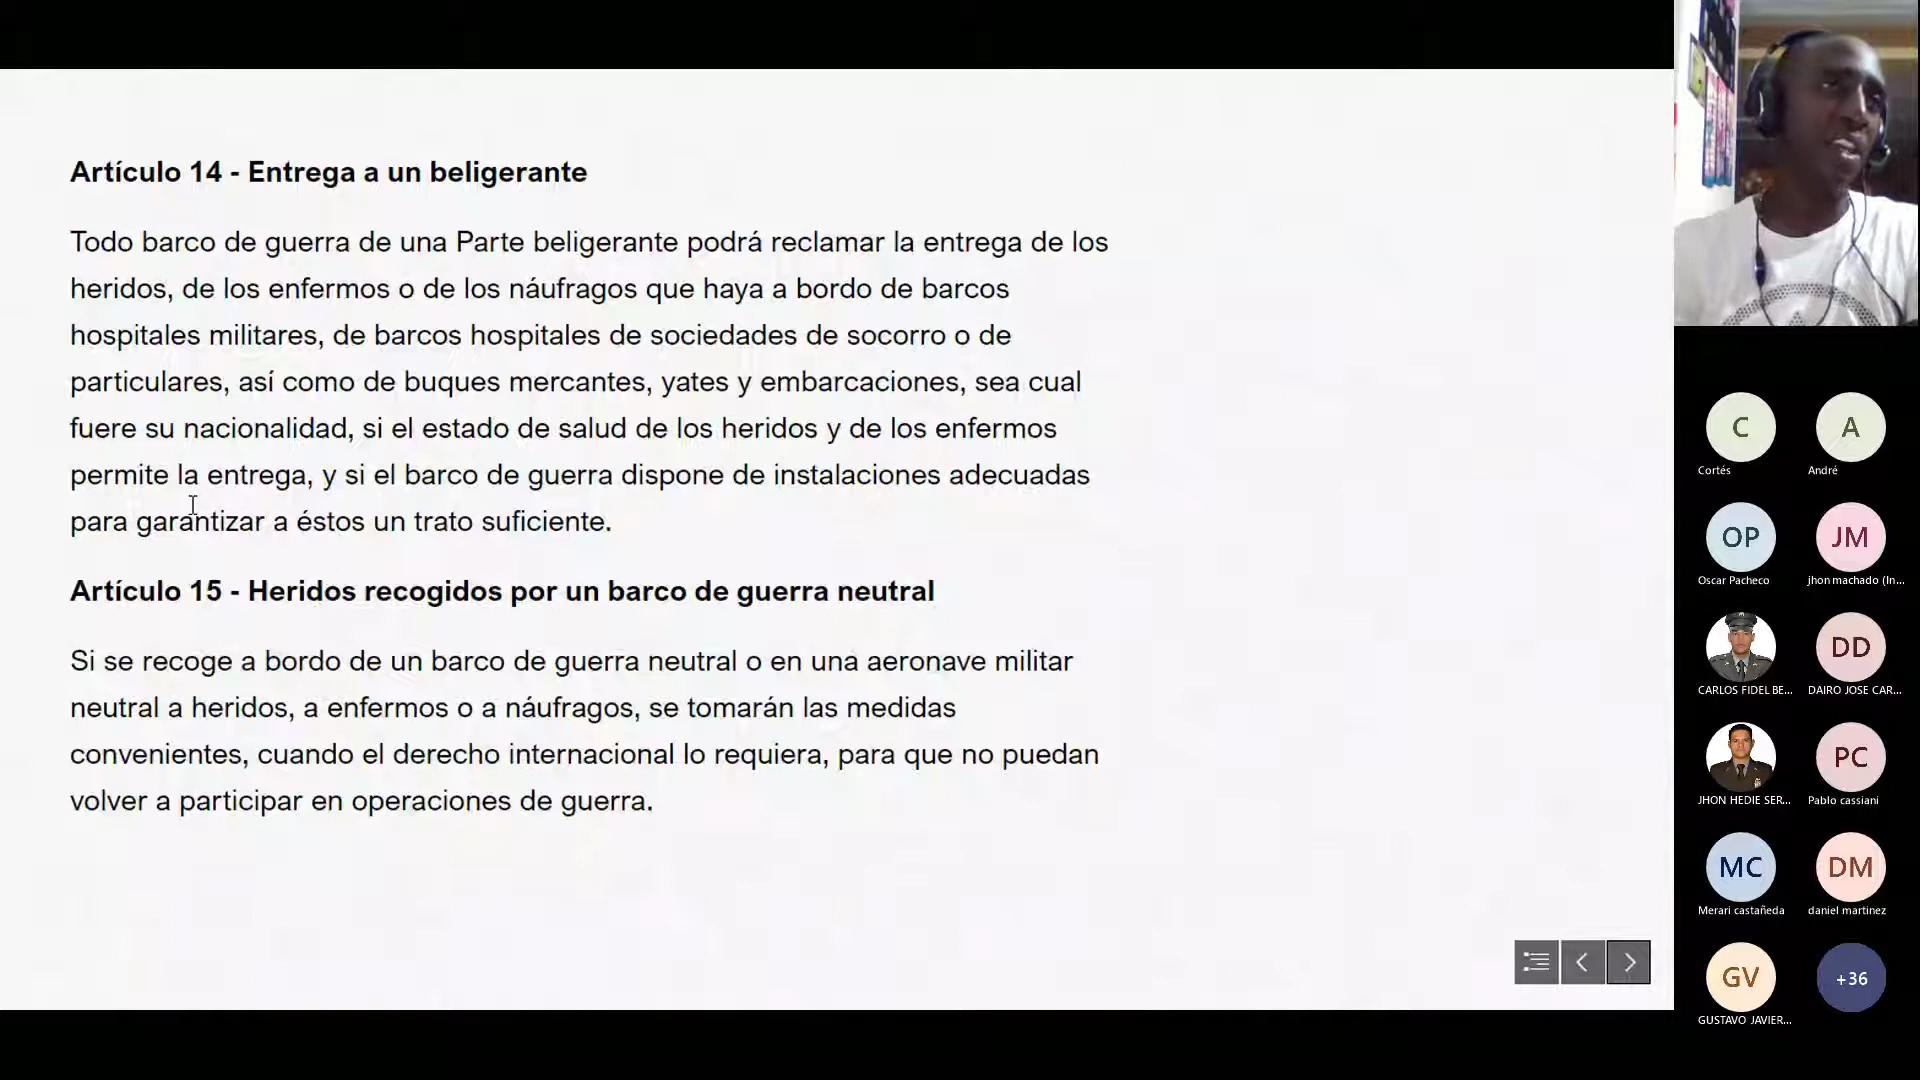 Artículo 14 - Entrega a un beligerante
Todo barco de guerra de una Parte beligerante podrá reclamar la entrega de los
heridos, de los enfermos o de los náufragos que haya a bordo de barcos
hospitales militares, de barcos hospitales de sociedades de socorro o de
particulares, así como de buques mercantes, yates y embarcaciones, sea cual
fuere su nacionalidad, si el estado de salud de los heridos y de los enfermos
permite la entrega, y si el barco de guerra dispone de instalaciones adecuadas
para garantizar a éstos un trato suficiente.
Artículo 15 - Heridos recogidos por un barco de guerra neutral
Si se recoge a bordo de un barco de guerra neutral o en una aeronave militar
neutral a heridos, a enfermos o a náufragos, se tomarán las medidas
convenientes, cuando el derecho internacional lo requiera, para que no puedan
volver a participar en operaciones de guerra.
C A
Cortés André
OP JM
Oscar Pacheco jhon machado (In...
DD
CARLOS FIDEL BE... DAIRO JOSE CAR...
PC
JHON HEDIE SER... Pablo cassiani
MC DM
Merari castañeda daniel martinez
GV +36
GUSTAVO JAVIER...